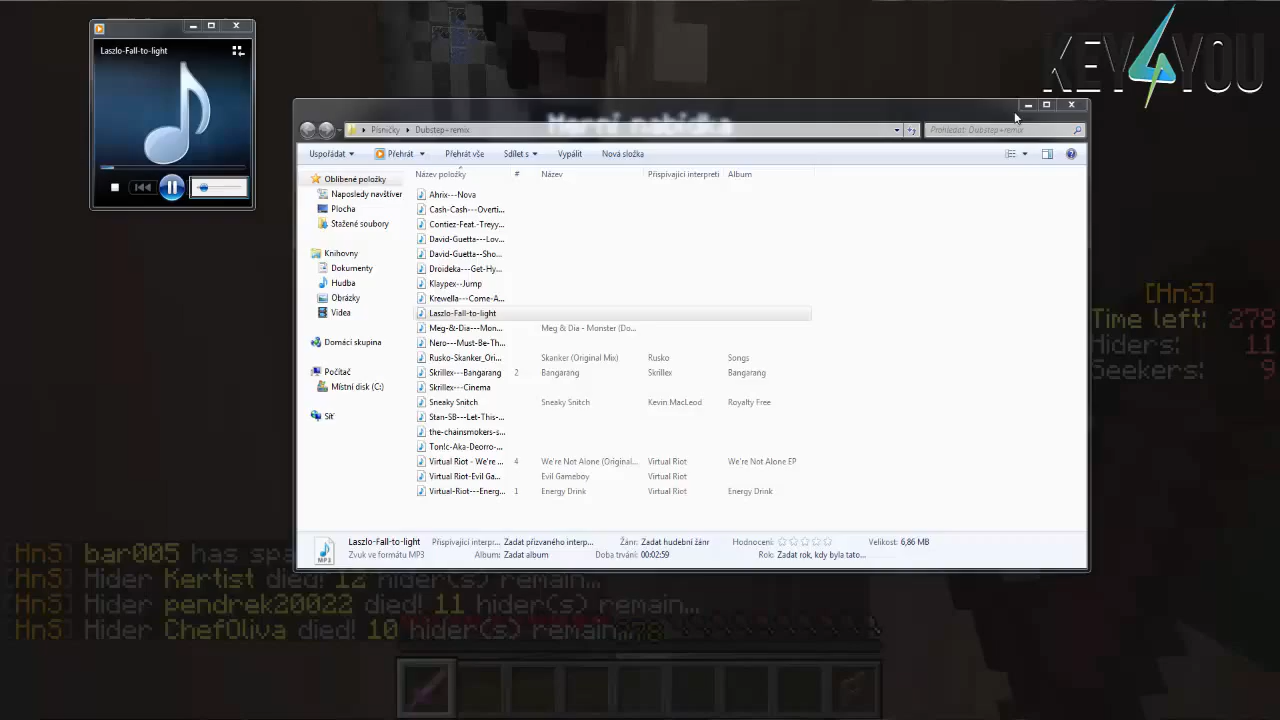 Laszlo-Fall-to-light
KEY4YOU
Herní nabídka
Písničky Dubstep+remix
Prohledat: Dubstep+remix
Uspořádat Přehrát Přehrát vše Sdílet s Vypálit Nová složka
Název položky # Název Přispívající interpreti Album
Oblíbené položky
Naposledy navštíver
Plocha
Stažené soubory
Knihovny
Dokumenty
Hudba
Obrázky
Videa
Domácí skupina
Počítač
Místní disk (C:)
Síť
Ahrix---Nova
Cash-Cash---Overti...
Contiez-Feat.-Treyy...
David-Guetta---Lov...
David-Guetta--Sho...
Droideka---Get-Hy...
Klaypex--Jump
Krewella---Come-A...
Laszlo-Fall-to-light
Meg-&-Dia---Mon... Meg & Dia - Monster (Do...
Nero---Must-Be-Th...
Rusko-Skanker_Ori... Skanker (Original Mix) Rusko Songs
Skrillex---Bangarang 2 Bangarang Skrillex Bangarang
Skrillex---Cinema
Sneaky Snitch Sneaky Snitch Kevin MacLeod Royalty Free
Stan-SB---Let-This-...
the-chainsmokers-s...
Ton!c-Aka-Deorro-...
Virtual Riot - We're ... 4 We're Not Alone (Original... Virtual Riot We're Not Alone EP
Virtual Riot-Evil Ga... Evil Gameboy Virtual Riot
Virtual-Riot---Energ... 1 Energy Drink Virtual Riot Energy Drink
Laszlo-Fall-to-light Přispívající interpr... Zadat přizvaného interp... Žánr: Zadat hudební žánr Hodnocení: Velikost: 6,86 MB
Zvuk ve formátu MP3 Album: Zadat album Doba trvání: 00:02:59 Rok: Zadat rok, kdy byla tato...
MP3
[HnS]
Time left: 278
Hiders: 11
Seekers: 9
[HnS] bar005 has spa
[HnS] Hider Kertist died! 12 hider(s) remain...
[HnS] Hider pendrek20022 died! 11 hider(s) remain...
[HnS] Hider ChefOliva died! 10 hider(s) remain...
278